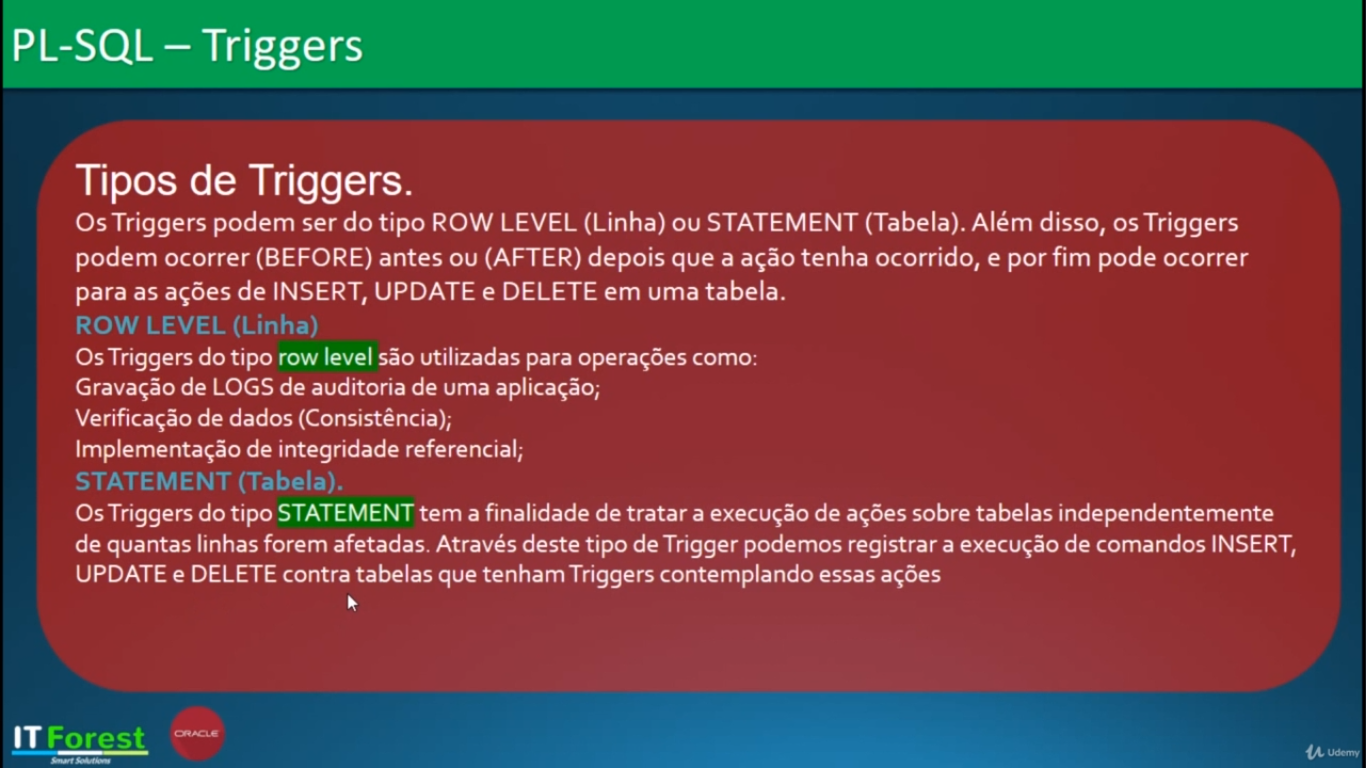 PL-SQL – Triggers
Tipos de Triggers.
Os Triggers podem ser do tipo ROW LEVEL (Linha) ou STATEMENT (Tabela). Além disso, os Triggers
podem ocorrer (BEFORE) antes ou (AFTER) depois que a ação tenha ocorrido, e por fim pode ocorrer
para as ações de INSERT, UPDATE e DELETE em uma tabela.
ROW LEVEL (Linha)
Os Triggers do tipo row level são utilizadas para operações como:
Gravação de LOGS de auditoria de uma aplicação;
Verificação de dados (Consistência);
Implementação de integridade referencial;
STATEMENT (Tabela).
Os Triggers do tipo STATEMENT tem a finalidade de tratar a execução de ações sobre tabelas independentemente
de quantas linhas forem afetadas. Através deste tipo de Trigger podemos registrar a execução de comandos INSERT,
UPDATE e DELETE contra tabelas que tenham Triggers contemplando essas ações
IT Forest
Smart Solutions
ORACLE
Udemy